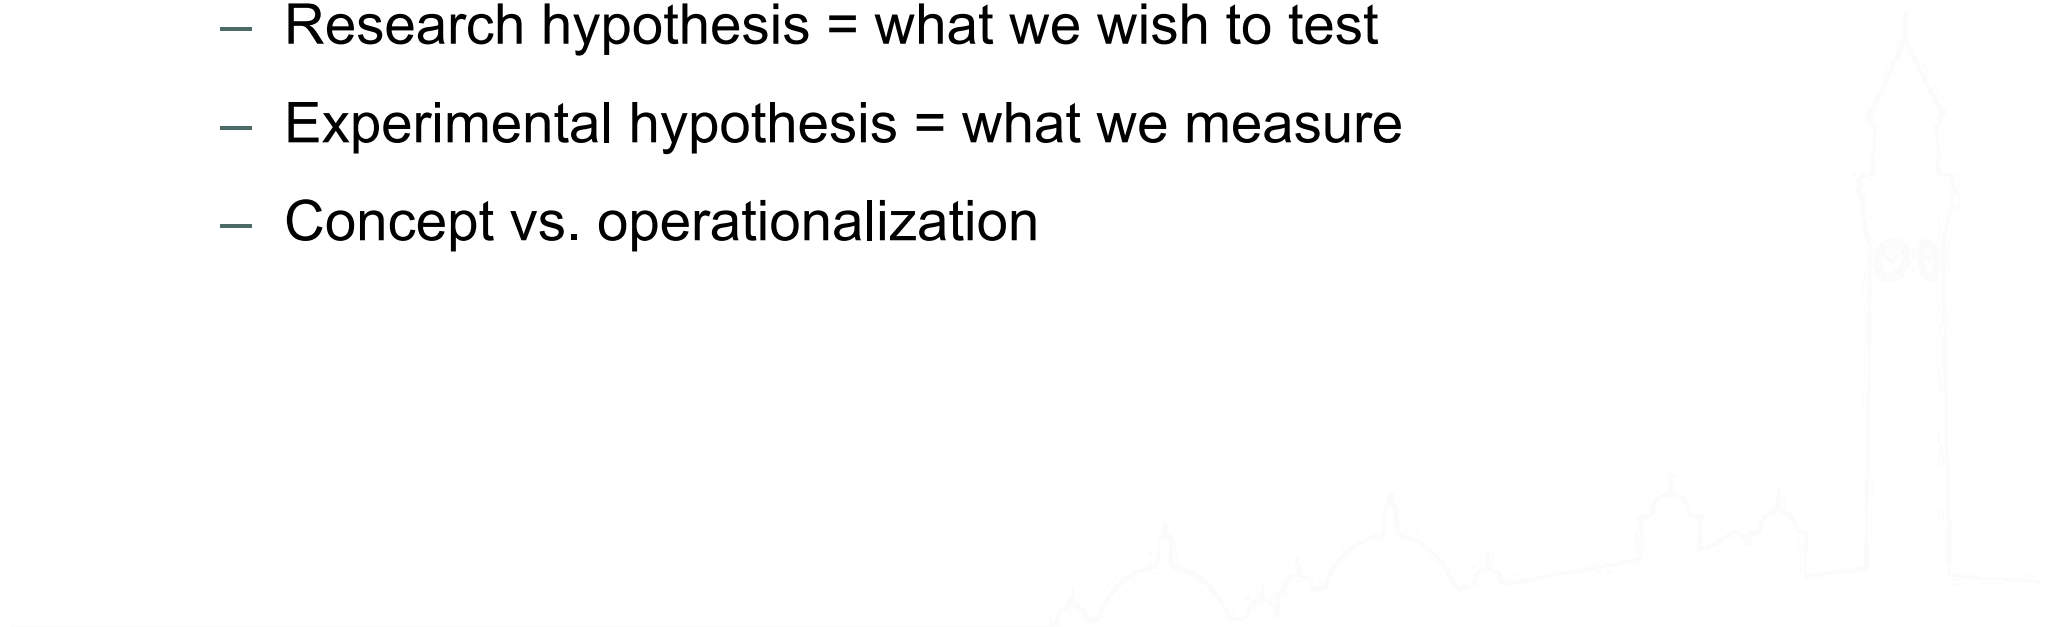 – Research hypothesis = what we wish to test
– Experimental hypothesis = what we measure
– Concept vs. operationalization